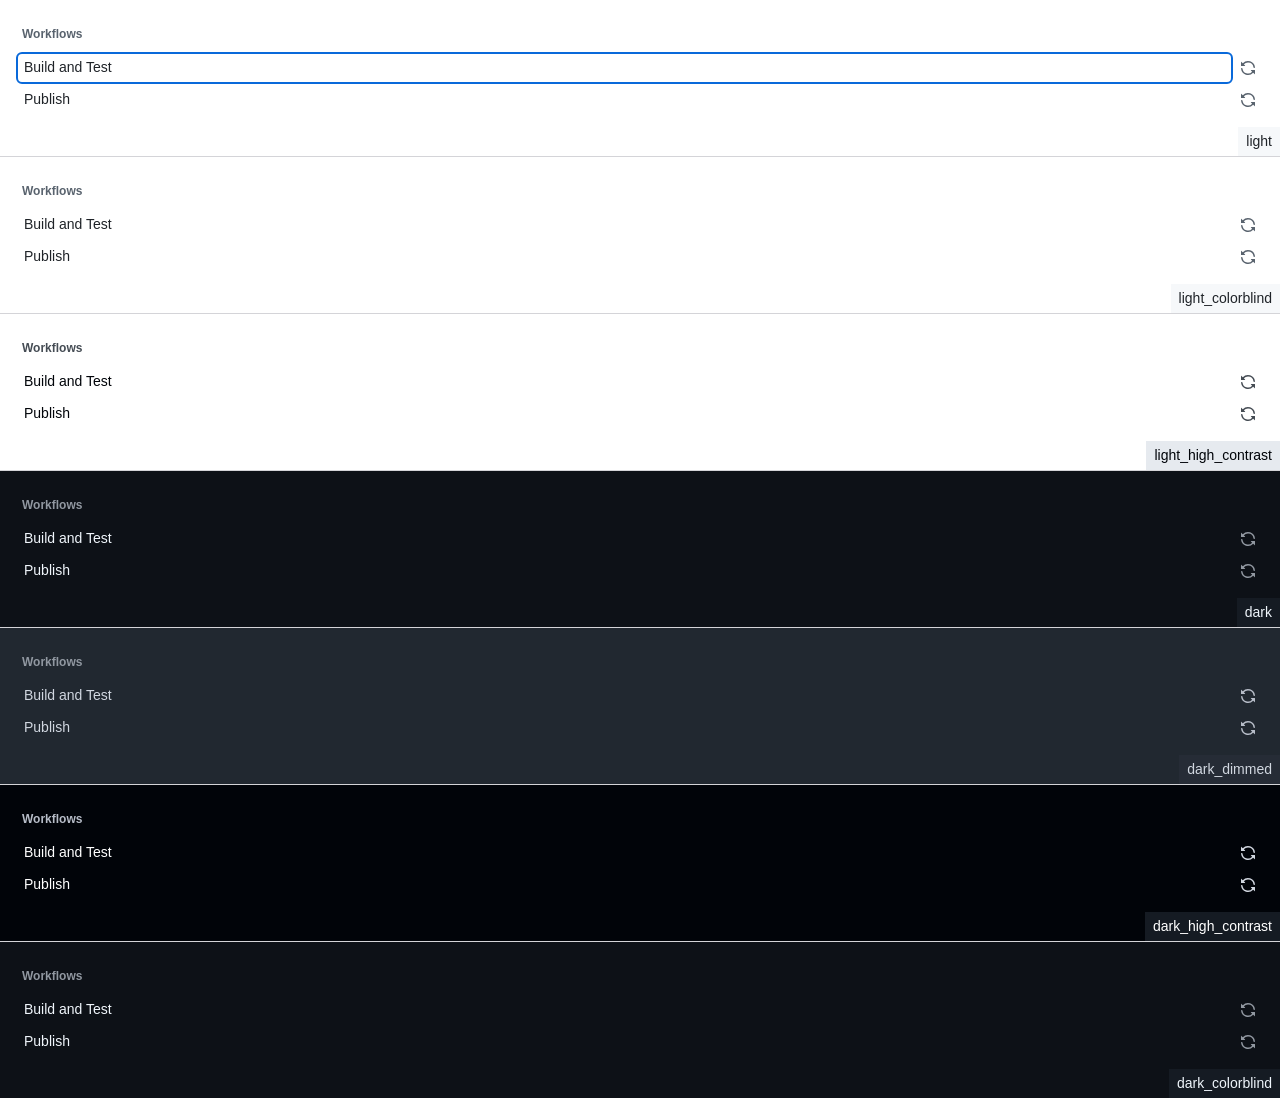 Workflows
Build and Test
Publish
light
Workflows
Build and Test
Publish
light_colorblind
Workflows
Build and Test
Publish
light_high_contrast
Workflows
Build and Test
Publish
dark
Workflows
Build and Test
Publish
dark_dimmed
Workflows
Build and Test
Publish
dark_high_contrast
Workflows
Build and Test
Publish
dark_colorblind